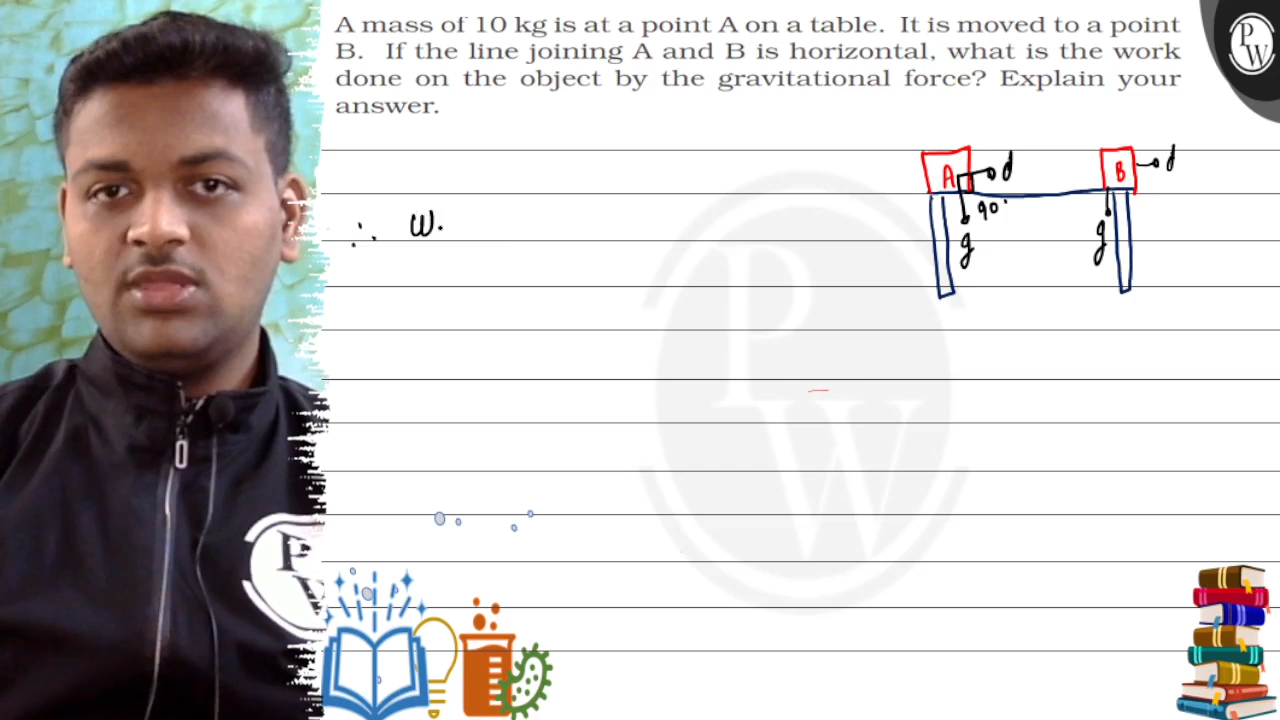 A mass of 10 kg is at a point A on a table. It is moved to a point
B. If the line joining A and B is horizontal, what is the work
done on the object by the gravitational force? Explain your
answer.
P
W
A
d
B
d
90°
g
g
∴ W.
P
W
P
W